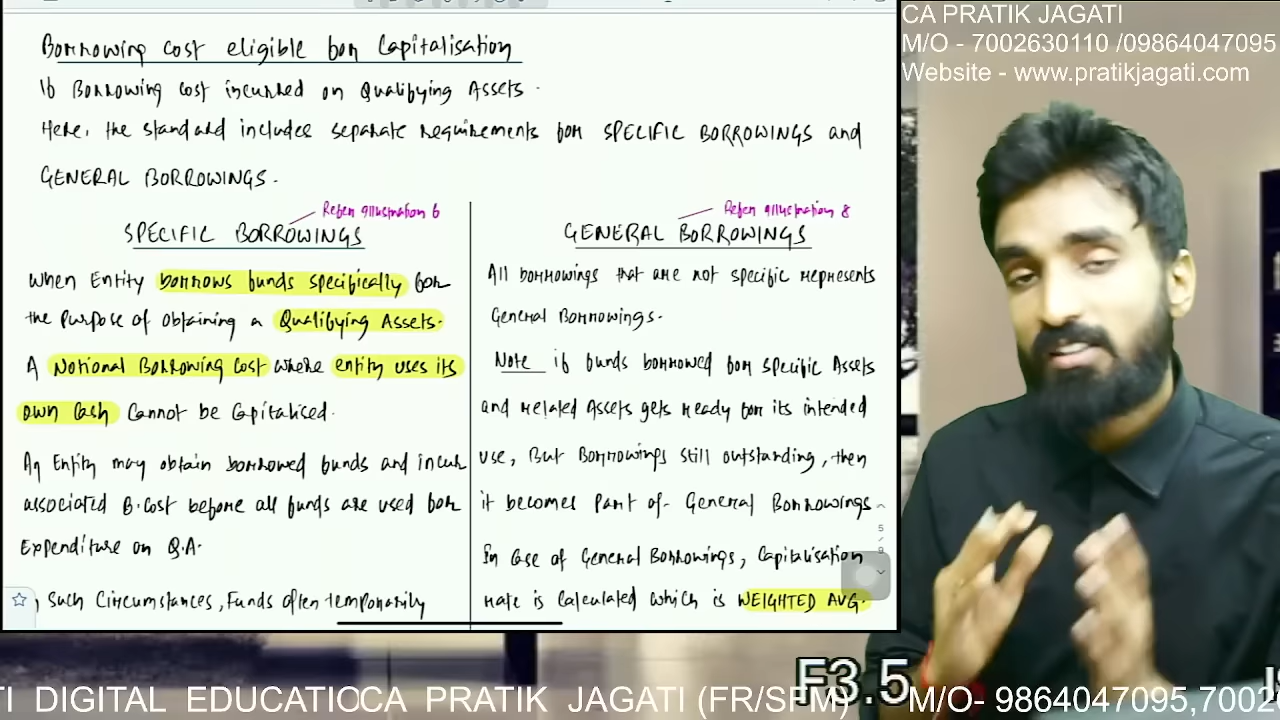 Borrowing Cost eligible for Capitalisation
If Borrowing Cost incurred on Qualifying Assets.
Here, the standard includes separate requirements for SPECIFIC BORROWINGS and
GENERAL BORROWINGS.
Refer illustration 6
SPECIFIC BORROWINGS
When Entity borrows funds specifically for
the purpose of obtaining a Qualifying Assets.
A Notional Borrowing Cost where entity uses its
own Cash Cannot be Capitalised.
An Entity may obtain borrowed funds and incur
associated B.Cost before all funds are used for
Expenditure on Q.A.
, Such Circumstances, Funds often temporarily
Refer illustration 8
GENERAL BORROWINGS
All borrowings that are not specific represents
General Borrowings.
Note if funds borrowed for specific Assets
and related Assets gets ready for its intended
use, But Borrowings still outstanding, then
it becomes Part of General Borrowings
In Case of General Borrowings, Capitalisation
rate is Calculated which is WEIGHTED AVG.
5
/
9
CA PRATIK JAGATI
M/O - 7002630110 /09864047095
Website - www.pratikjagati.com
F3.5
TI DIGITAL EDUCATIOCA PRATIK JAGATI (FR/SFM) M/O- 9864047095,7002